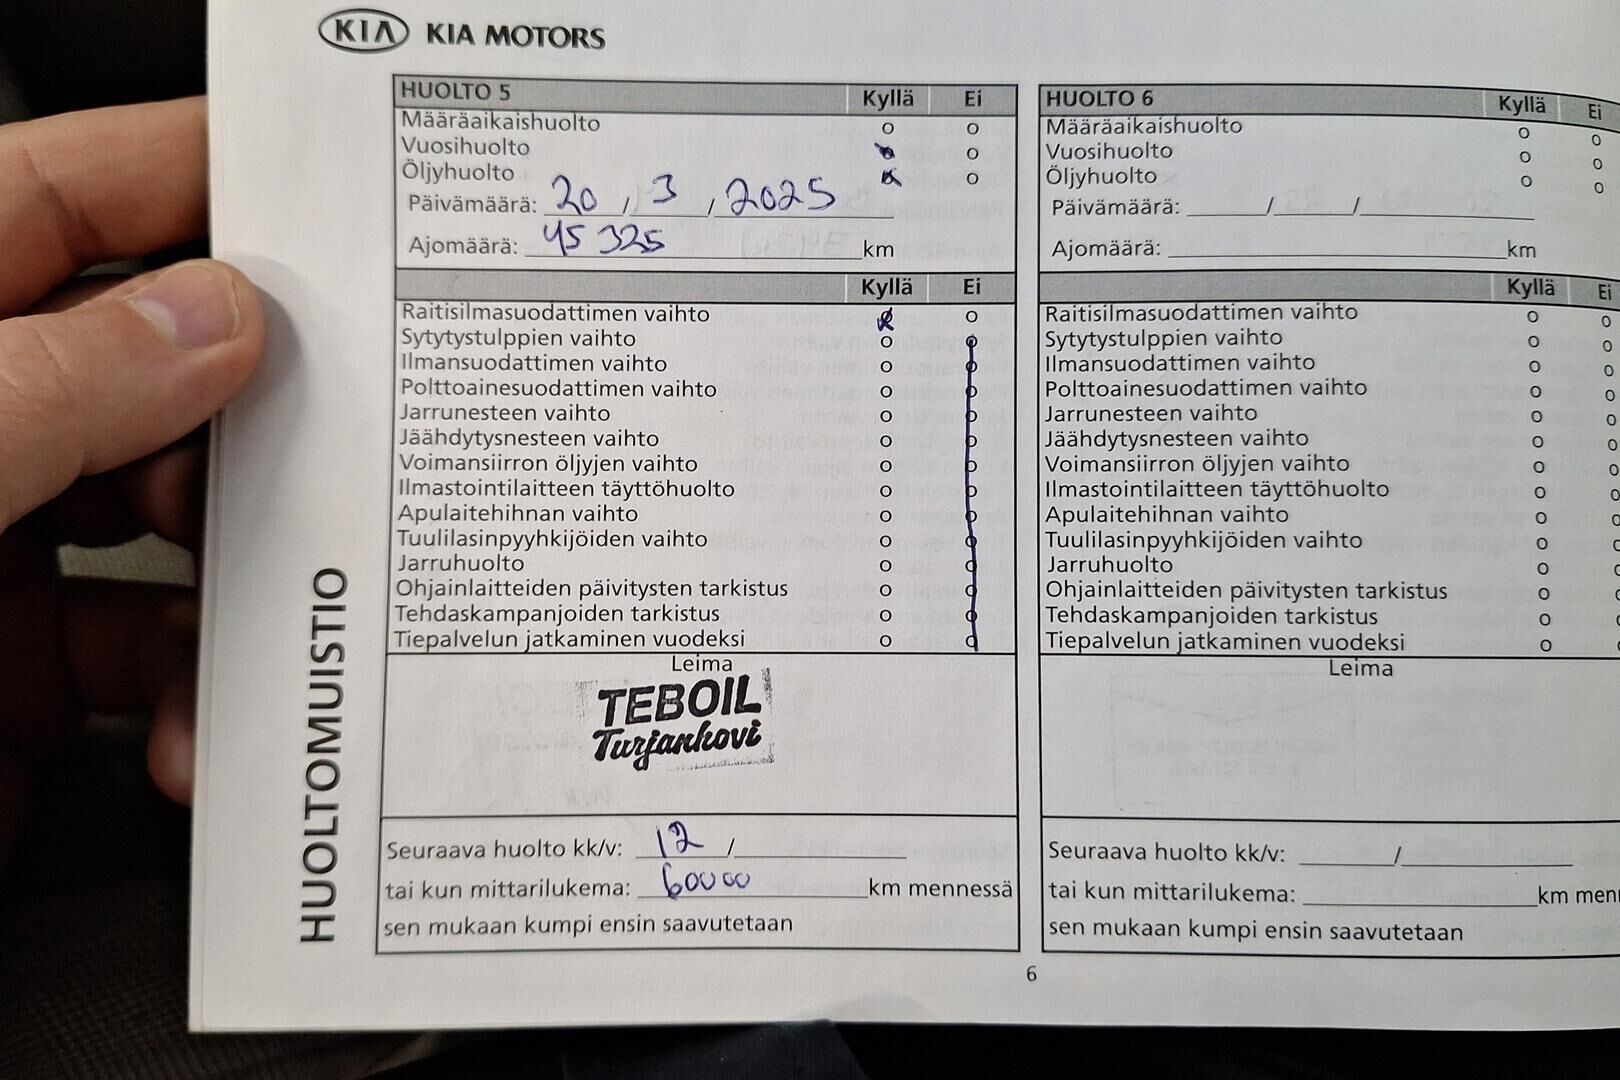 KIA KIA MOTORS
HUOLTO 5 Kyllä Ei
Määräaikaishuolto o o
Vuosihuolto o
Öljyhuolto o
Päivämäärä: 20 / 3 / 2025
Ajomäärä: 45 325 km
Kyllä Ei
Raitisilmasuodattimen vaihto o
Sytytystulppien vaihto o o
Ilmansuodattimen vaihto o o
Polttoainesuodattimen vaihto o o
Jarrunesteen vaihto o o
Jäähdytysnesteen vaihto o o
Voimansiirron öljyjen vaihto o o
Ilmastointilaitteen täyttöhuolto o o
Apulaitehihnan vaihto o o
Tuulilasinpyyhkijöiden vaihto o o
Jarruhuolto o o
Ohjainlaitteiden päivitysten tarkistus o o
Tehdaskampanjoiden tarkistus o o
Tiepalvelun jatkaminen vuodeksi o o
Leima
TEBOIL
Turjanhovi
Seuraava huolto kk/v: 12 /
tai kun mittarilukema: 60000 km mennessä
sen mukaan kumpi ensin saavutetaan
HUOLTO 6 Kyllä Ei
Määräaikaishuolto o o
Vuosihuolto o o
Öljyhuolto o o
Päivämäärä: / /
Ajomäärä: km
Kyllä Ei
Raitisilmasuodattimen vaihto o o
Sytytystulppien vaihto o o
Ilmansuodattimen vaihto o o
Polttoainesuodattimen vaihto o o
Jarrunesteen vaihto o o
Jäähdytysnesteen vaihto o o
Voimansiirron öljyjen vaihto o o
Ilmastointilaitteen täyttöhuolto o o
Apulaitehihnan vaihto o o
Tuulilasinpyyhkijöiden vaihto o o
Jarruhuolto o o
Ohjainlaitteiden päivitysten tarkistus o o
Tehdaskampanjoiden tarkistus o o
Tiepalvelun jatkaminen vuodeksi o o
Leima
Seuraava huolto kk/v: /
tai kun mittarilukema: km
sen mukaan kumpi ensin saavutetaan
HUOLTOMUISTIO
6